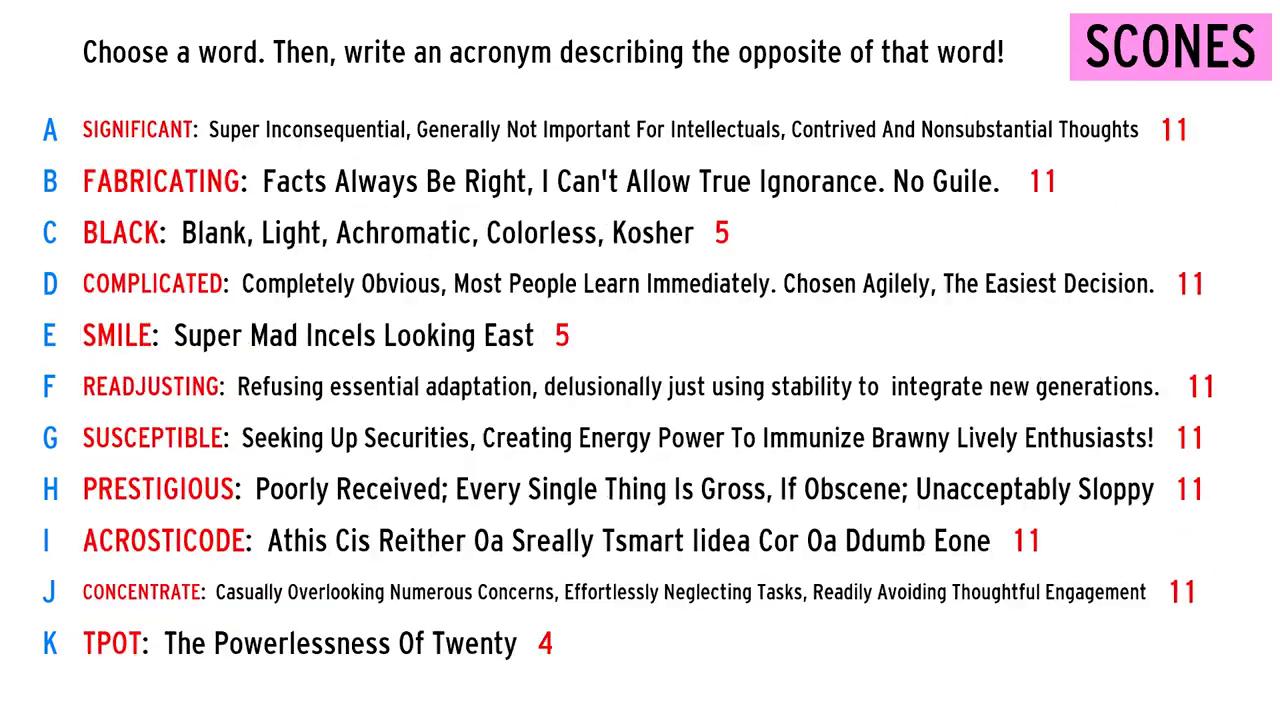 Choose a word. Then, write an acronym describing the opposite of that word!
SCONES
A SIGNIFICANT: Super Inconsequential, Generally Not Important For Intellectuals, Contrived And Nonsubstantial Thoughts 11
B FABRICATING: Facts Always Be Right, I Can't Allow True Ignorance. No Guile. 11
C BLACK: Blank, Light, Achromatic, Colorless, Kosher 5
D COMPLICATED: Completely Obvious, Most People Learn Immediately. Chosen Agilely, The Easiest Decision. 11
E SMILE: Super Mad Incels Looking East 5
F READJUSTING: Refusing essential adaptation, delusionally just using stability to integrate new generations. 11
G SUSCEPTIBLE: Seeking Up Securities, Creating Energy Power To Immunize Brawny Lively Enthusiasts! 11
H PRESTIGIOUS: Poorly Received; Every Single Thing Is Gross, If Obscene; Unacceptably Sloppy 11
I ACROSTICODE: Athis Cis Reither Oa Sreally Tsmart Iidea Cor Oa Ddumb Eone 11
J CONCENTRATE: Casually Overlooking Numerous Concerns, Effortlessly Neglecting Tasks, Readily Avoiding Thoughtful Engagement 11
K TPOT: The Powerlessness Of Twenty 4